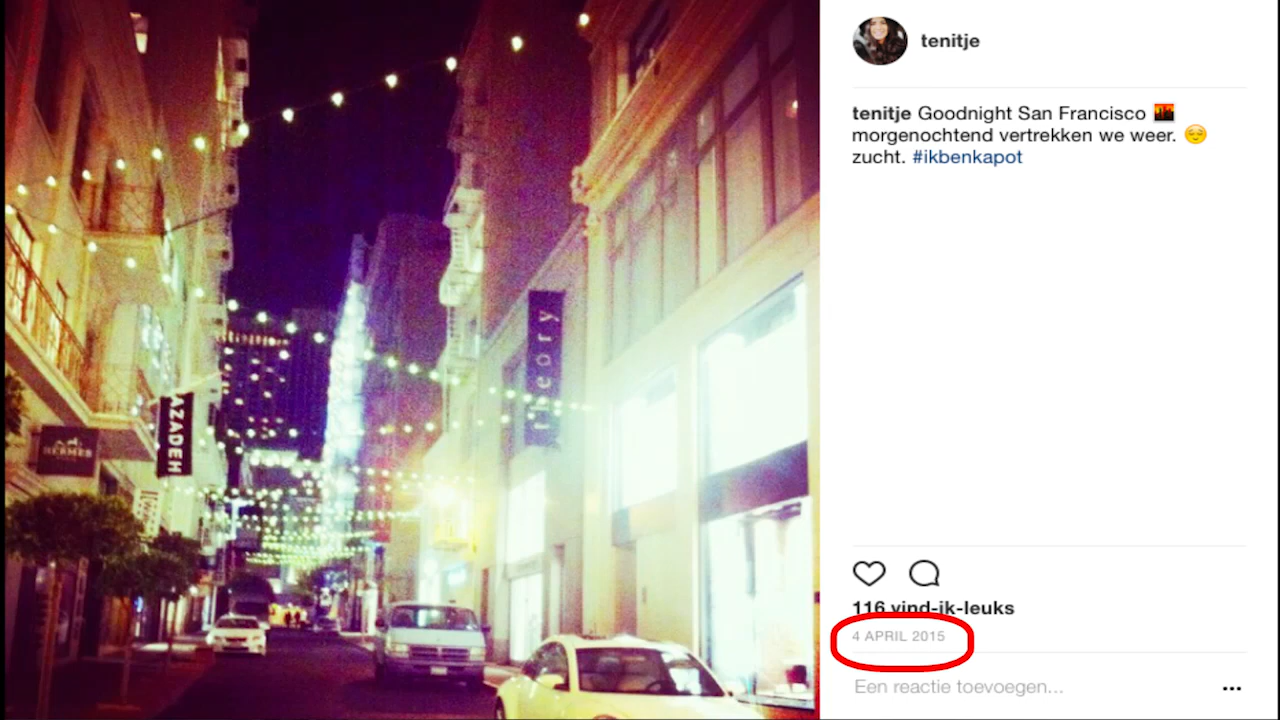 theory
AZADEH
HERMES
tenitje
tenitje Goodnight San Francisco 🌇
morgenochtend vertrekken we weer. 😌
zucht. #ikbenkapot
116 vind-ik-leuks
4 APRIL 2015
Een reactie toevoegen...